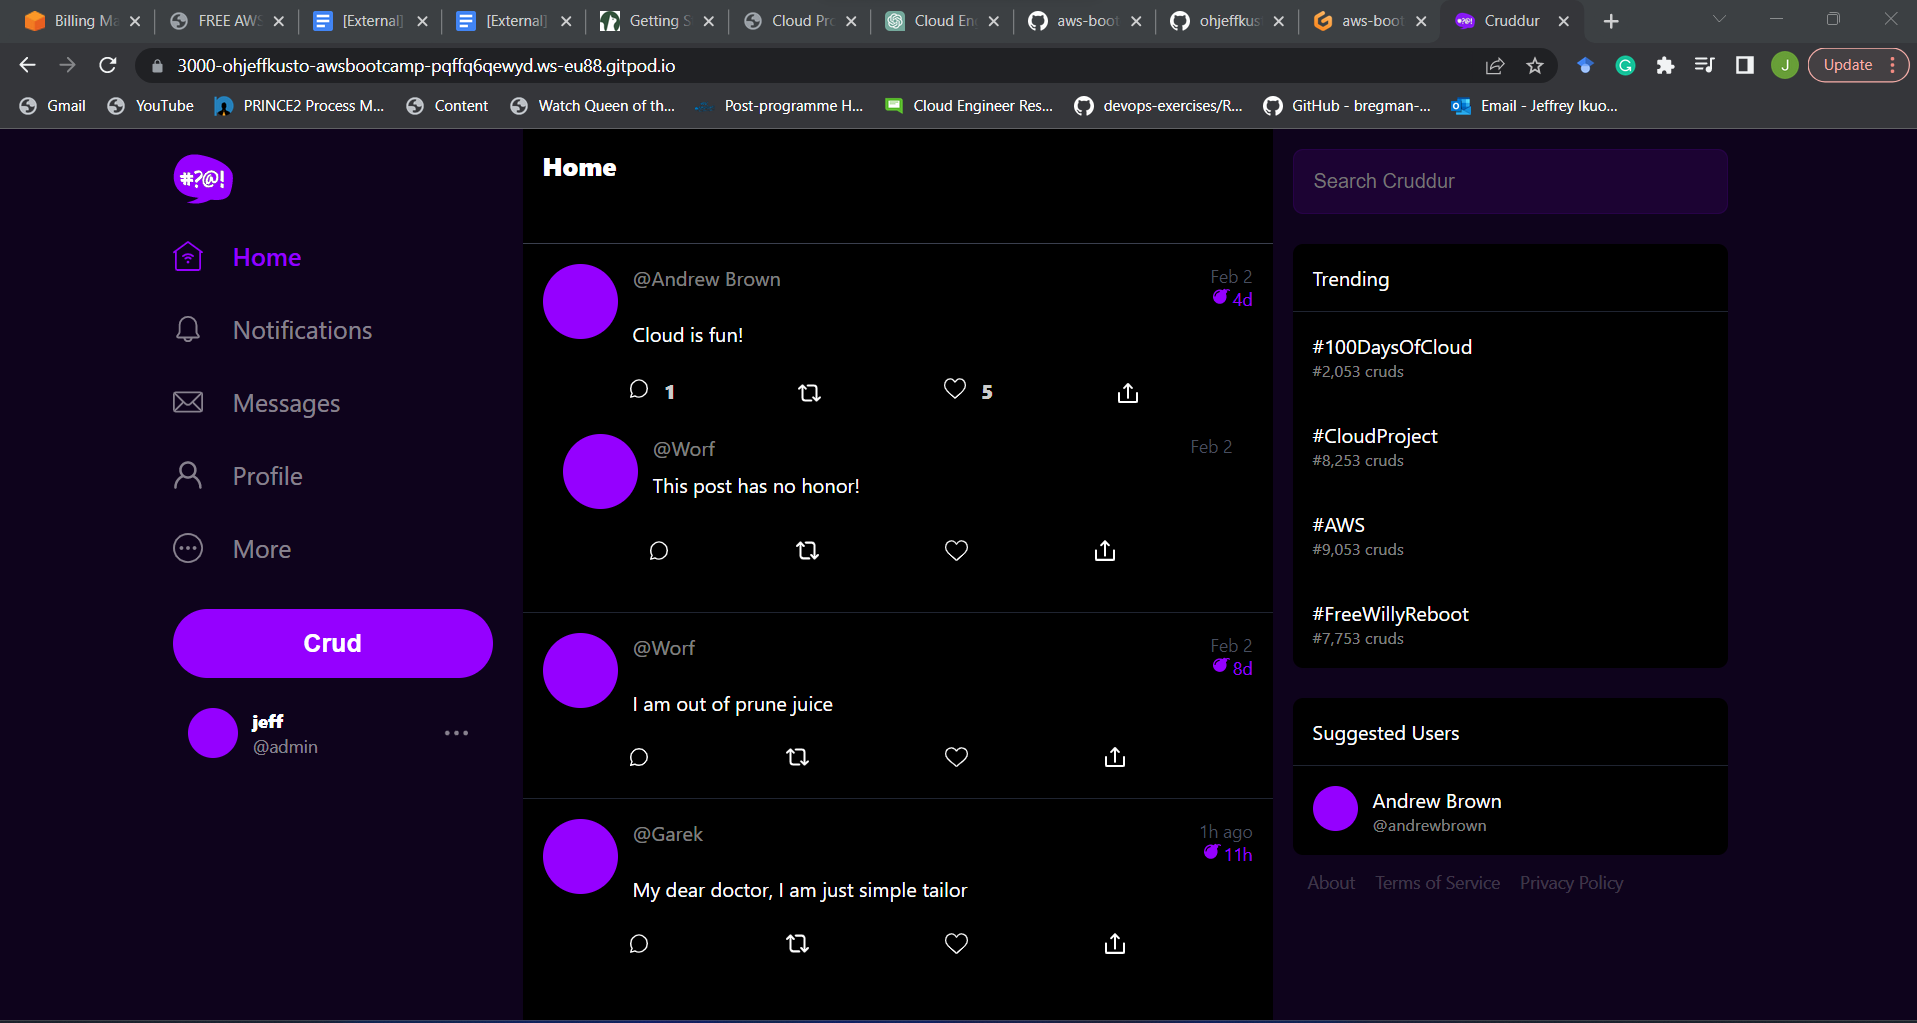 Billing Ma
FREE AWS
[External]
[External]
Getting S
Cloud Pro
Cloud En
aws-boot
ohjeffkus
aws-boot
Cruddur
3000-ohjeffkusto-awsbootcamp-pqffq6qewyd.ws-eu88.gitpod.io
J
Update
Gmail
YouTube
PRINCE2 Process M...
Content
Watch Queen of th...
Post-programme H...
Cloud Engineer Res...
devops-exercises/R...
GitHub - bregman-...
Email - Jeffrey Ikuo...
#?@!
Home
Notifications
Messages
Profile
More
Crud
jeff
@admin
Home
@Andrew Brown
Feb 2
4d
Cloud is fun!
1
5
@Worf
Feb 2
This post has no honor!
@Worf
Feb 2
8d
I am out of prune juice
@Garek
1h ago
11h
My dear doctor, I am just simple tailor
Search Cruddur
Trending
#100DaysOfCloud
#2,053 cruds
#CloudProject
#8,253 cruds
#AWS
#9,053 cruds
#FreeWillyReboot
#7,753 cruds
Suggested Users
Andrew Brown
@andrewbrown
About
Terms of Service
Privacy Policy